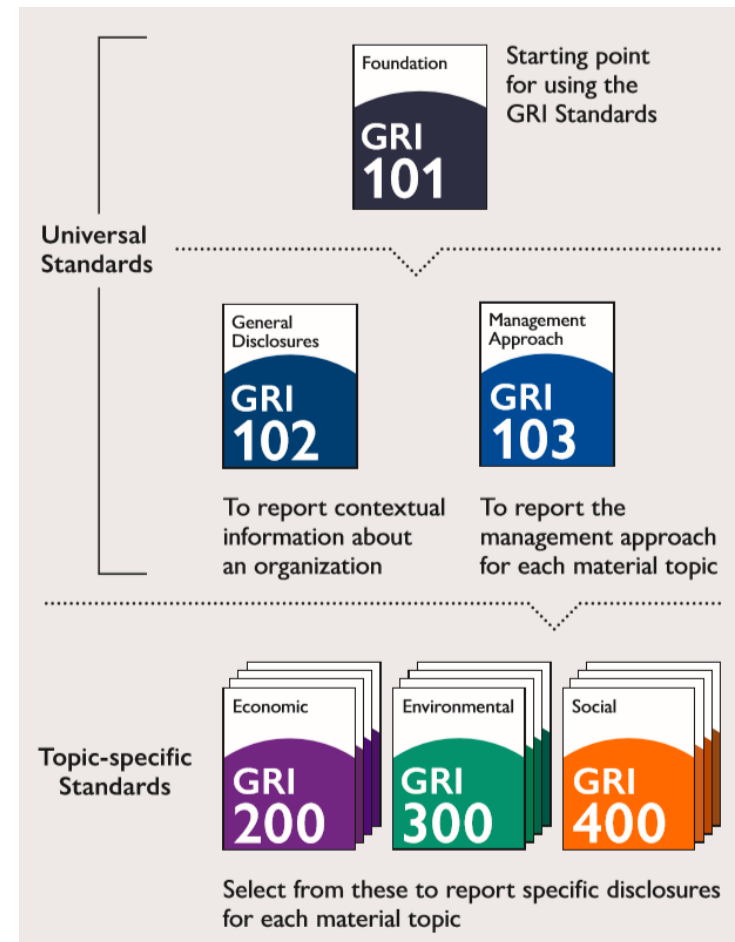 Foundation
GRI
101
Starting point
for using the
GRI Standards
Universal
Standards
General
Disclosures
GRI
102
To report contextual
information about
an organization
Management
Approach
GRI
103
To report the
management approach
for each material topic
Topic-specific
Standards
Economic
GRI
200
Environmental
GRI
300
Social
GRI
400
Select from these to report specific disclosures
for each material topic